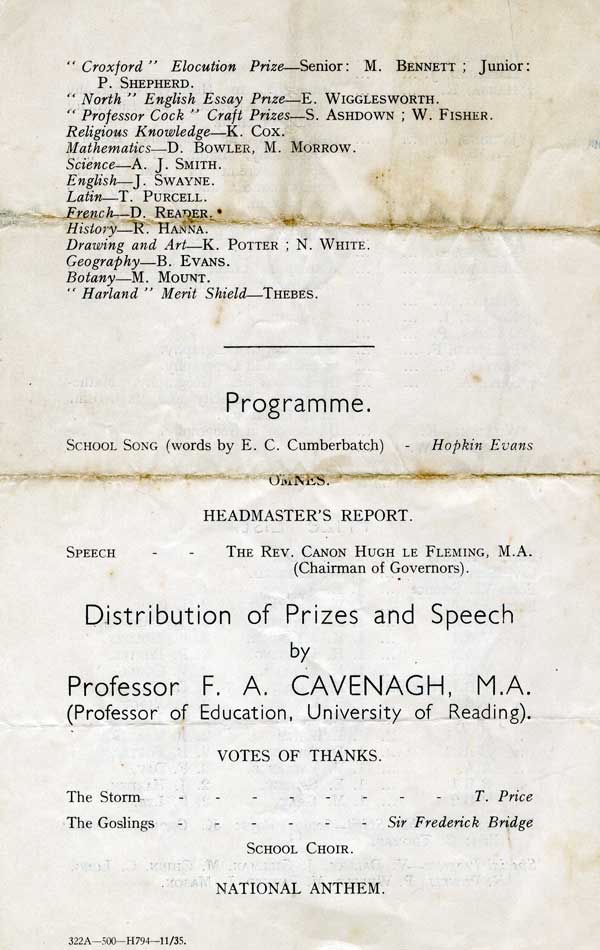 “ Croxford ” Elocution Prize—Senior: M. BENNETT ; Junior:
P. SHEPHERD.
“ North ” English Essay Prize—E. WIGGLESWORTH.
“ Professor Cock ” Craft Prizes—S. ASHDOWN ; W. FISHER.
Religious Knowledge—K. COX.
Mathematics—D. BOWLER, M. MORROW.
Science—A. J. SMITH.
English—J. SWAYNE.
Latin—T. PURCELL.
French—D. READER.
History—R. HANNA.
Drawing and Art—K. POTTER ; N. WHITE.
Geography—B. EVANS.
Botany—M. MOUNT.
“ Harland ” Merit Shield—THEBES.
Programme.
SCHOOL SONG (words by E. C. Cumberbatch) - Hopkin Evans
OMNES.
HEADMASTER'S REPORT.
SPEECH - - THE REV. CANON HUGH LE FLEMING, M.A.
(Chairman of Governors).
Distribution of Prizes and Speech
by
Professor F. A. CAVENAGH, M.A.
(Professor of Education, University of Reading).
VOTES OF THANKS.
The Storm - - - - - - - - T. Price
The Goslings - - - - - - Sir Frederick Bridge
SCHOOL CHOIR.
NATIONAL ANTHEM.
322A—500—H794—11/35.